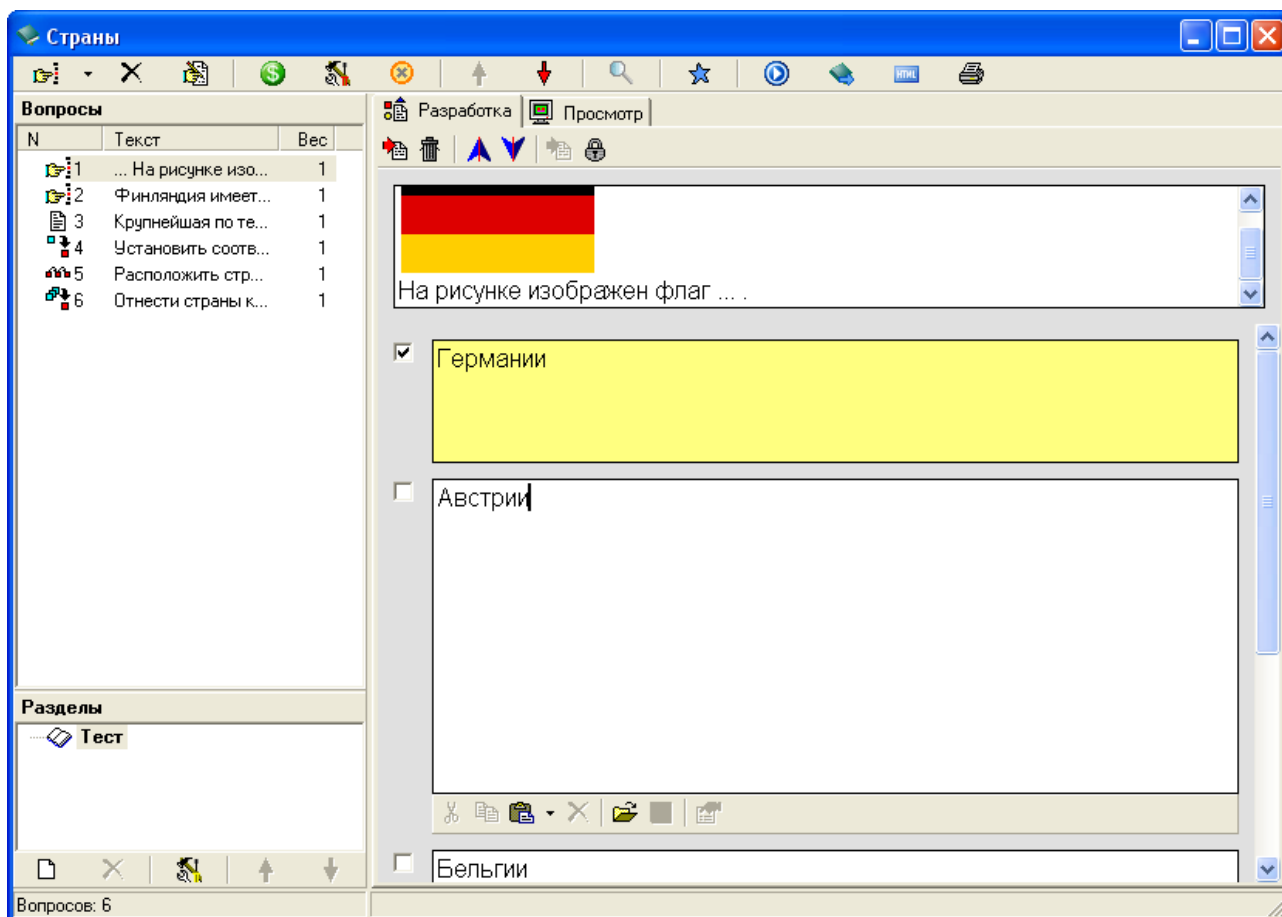 Страны
HTML
Вопросы
N Текст Вес
1 ... На рисунке изо... 1
2 Финляндия имеет... 1
3 Крупнейшая по те... 1
4 Установить соотв... 1
5 Расположить стр... 1
6 Отнести страны к... 1
Разделы
Тест
Вопросов: 6
Разработка Просмотр
На рисунке изображен флаг ... .
Германии
Австрии
Бельгии